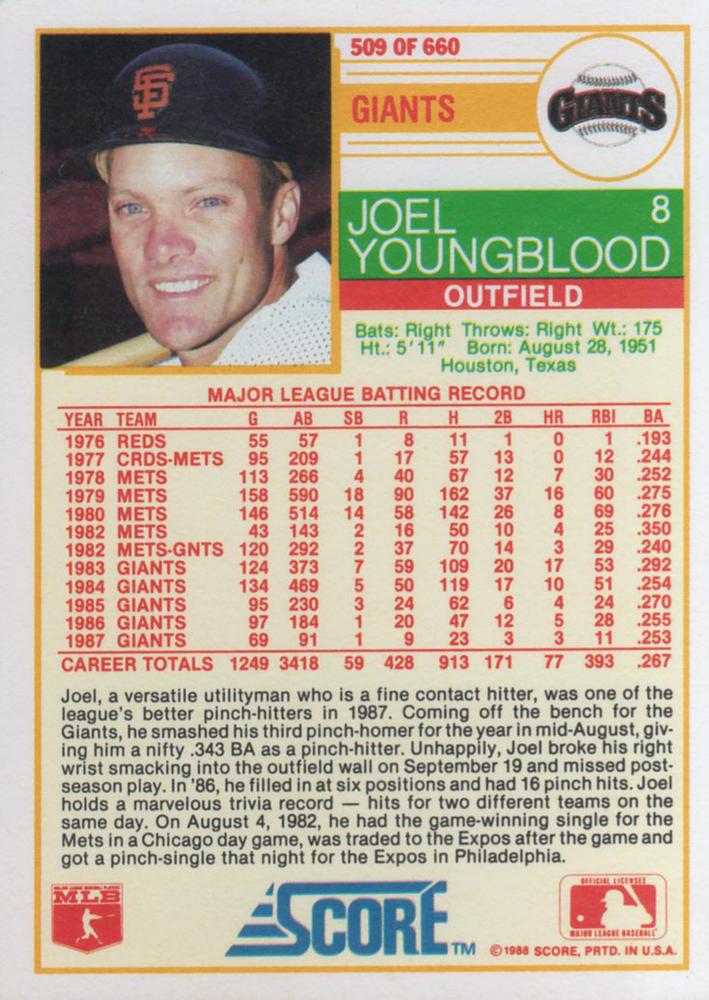 SF
509 OF 660
GIANTS
GIANTS
JOEL 8
YOUNGBLOOD
OUTFIELD
Bats: Right Throws: Right Wt.: 175
Ht.: 5'11" Born: August 28, 1951
Houston, Texas
MAJOR LEAGUE BATTING RECORD
YEAR TEAM G AB SB R H 2B HR RBI BA
1976 REDS 55 57 1 8 11 1 0 1 .193
1977 CRDS-METS 95 209 1 17 57 13 0 12 .244
1978 METS 113 266 4 40 67 12 7 30 .252
1979 METS 158 590 18 90 162 37 16 60 .275
1980 METS 146 514 14 58 142 26 8 69 .276
1982 METS 43 143 2 16 50 10 4 25 .350
1982 METS-GNTS 120 292 2 37 70 14 3 29 .240
1983 GIANTS 124 373 7 59 109 20 17 53 .292
1984 GIANTS 134 469 5 50 119 17 10 51 .254
1985 GIANTS 95 230 3 24 62 6 4 24 .270
1986 GIANTS 97 184 1 20 47 12 5 28 .255
1987 GIANTS 69 91 1 9 23 3 3 11 .253
CAREER TOTALS 1249 3418 59 428 913 171 77 393 .267
Joel, a versatile utilityman who is a fine contact hitter, was one of the
league's better pinch-hitters in 1987. Coming off the bench for the
Giants, he smashed his third pinch-homer for the year in mid-August, giv-
ing him a nifty .343 BA as a pinch-hitter. Unhappily, Joel broke his right
wrist smacking into the outfield wall on September 19 and missed post-
season play. In '86, he filled in at six positions and had 16 pinch hits. Joel
holds a marvelous trivia record — hits for two different teams on the
same day. On August 4, 1982, he had the game-winning single for the
Mets in a Chicago day game, was traded to the Expos after the game and
got a pinch-single that night for the Expos in Philadelphia.
MAJOR LEAGUE BASEBALL PLAYERS
MLB
SCORE TM
OFFICIAL LICENSEE
MAJOR LEAGUE BASEBALL
©1988 SCORE, PRTD. IN U.S.A.